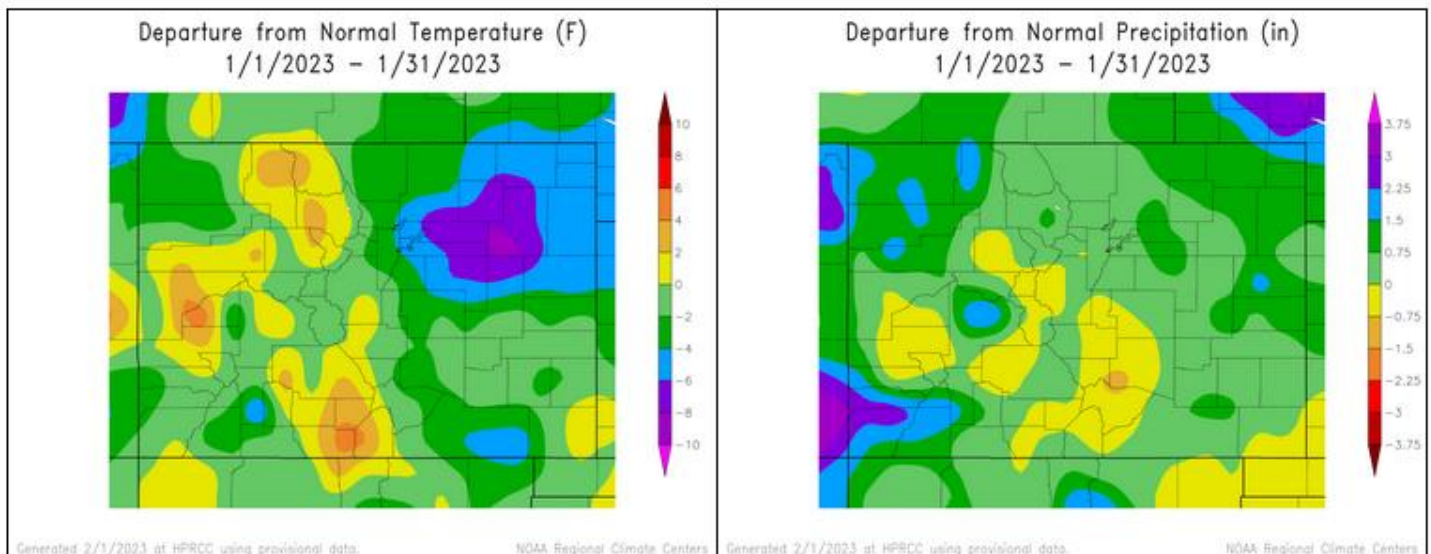 Departure from Normal Temperature (F)
1/1/2023 – 1/31/2023
10
8
6
4
2
0
-2
-4
-6
-8
-10
Generated 2/1/2023 at HPRCC using provisional data.
NOAA Regional Climate Centers
Departure from Normal Precipitation (in)
1/1/2023 – 1/31/2023
3.75
3
2.25
1.5
0.75
0
-0.75
-1.5
-2.25
-3
-3.75
Generated 2/1/2023 at HPRCC using provisional data.
NOAA Regional Climate Centers